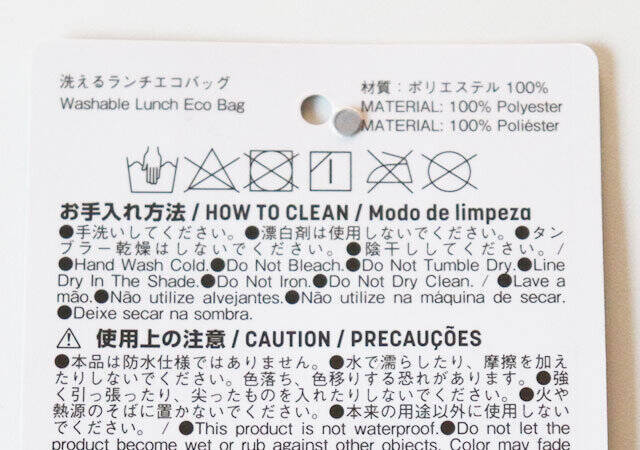 洗えるランチエコバッグ
Washable Lunch Eco Bag
材質：ポリエステル 100%
MATERIAL: 100% Polyester
MATERIAL: 100% Poliéster
お手入れ方法 / HOW TO CLEAN / Modo de limpeza
●手洗いしてください。●漂白剤は使用しないでください。●タン
ブラー乾燥はしないでください。●陰干ししてください。/
●Hand Wash Cold.●Do Not Bleach.●Do Not Tumble Dry.●Line
Dry In The Shade.●Do Not Iron.●Do Not Dry Clean. / ●Lave a
mão.●Não utilize alvejantes.●Não utilize na máquina de secar.
●Deixe secar na sombra.
使用上の注意 / CAUTION / PRECAUÇÕES
●本品は防水仕様ではありません。●水で濡らしたり、摩擦を加え
たりしないでください。色落ち、色移りする恐れがあります。●強
く引っ張ったり、尖ったものを入れたりしないでください。●火や
熱源のそばに置かないでください。●本来の用途以外に使用しない
でください。 / ●This product is not waterproof.●Do not let the
product become wet or rub against other objects. Color may fade